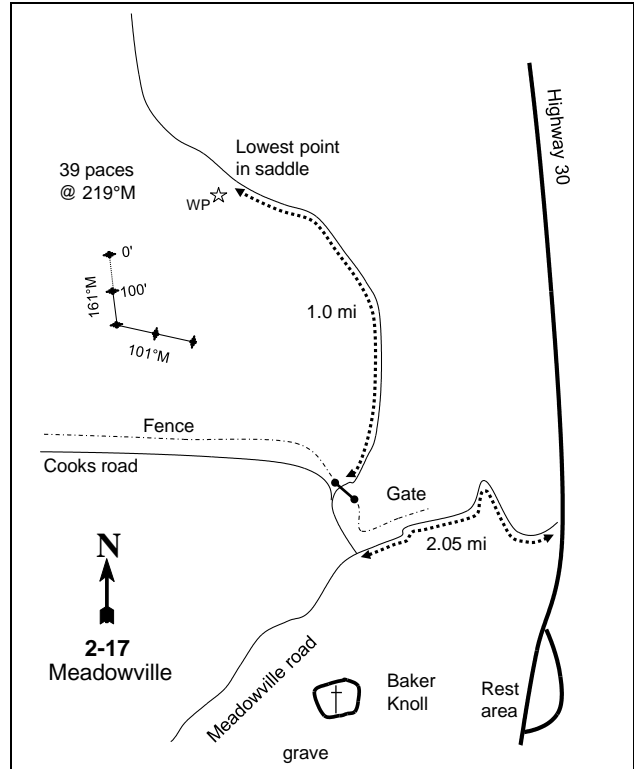 Highway 30
Lowest point
in saddle
39 paces
@ 219°M
WP
0'
100'
161°M
101°M
1.0 mi
Fence
Cooks road
Gate
2.05 mi
N
2-17
Meadowville
Meadowville road
Baker
Knoll
Rest
area
grave